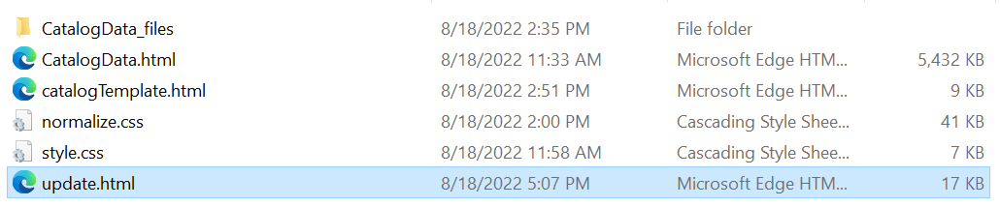 CatalogData_files 8/18/2022 2:35 PM File folder
CatalogData.html 8/18/2022 11:33 AM Microsoft Edge HTM... 5,432 KB
catalogTemplate.html 8/18/2022 2:51 PM Microsoft Edge HTM... 9 KB
normalize.css 8/18/2022 2:00 PM Cascading Style Shee... 41 KB
style.css 8/18/2022 11:58 AM Cascading Style Shee... 7 KB
update.html 8/18/2022 5:07 PM Microsoft Edge HTM... 17 KB